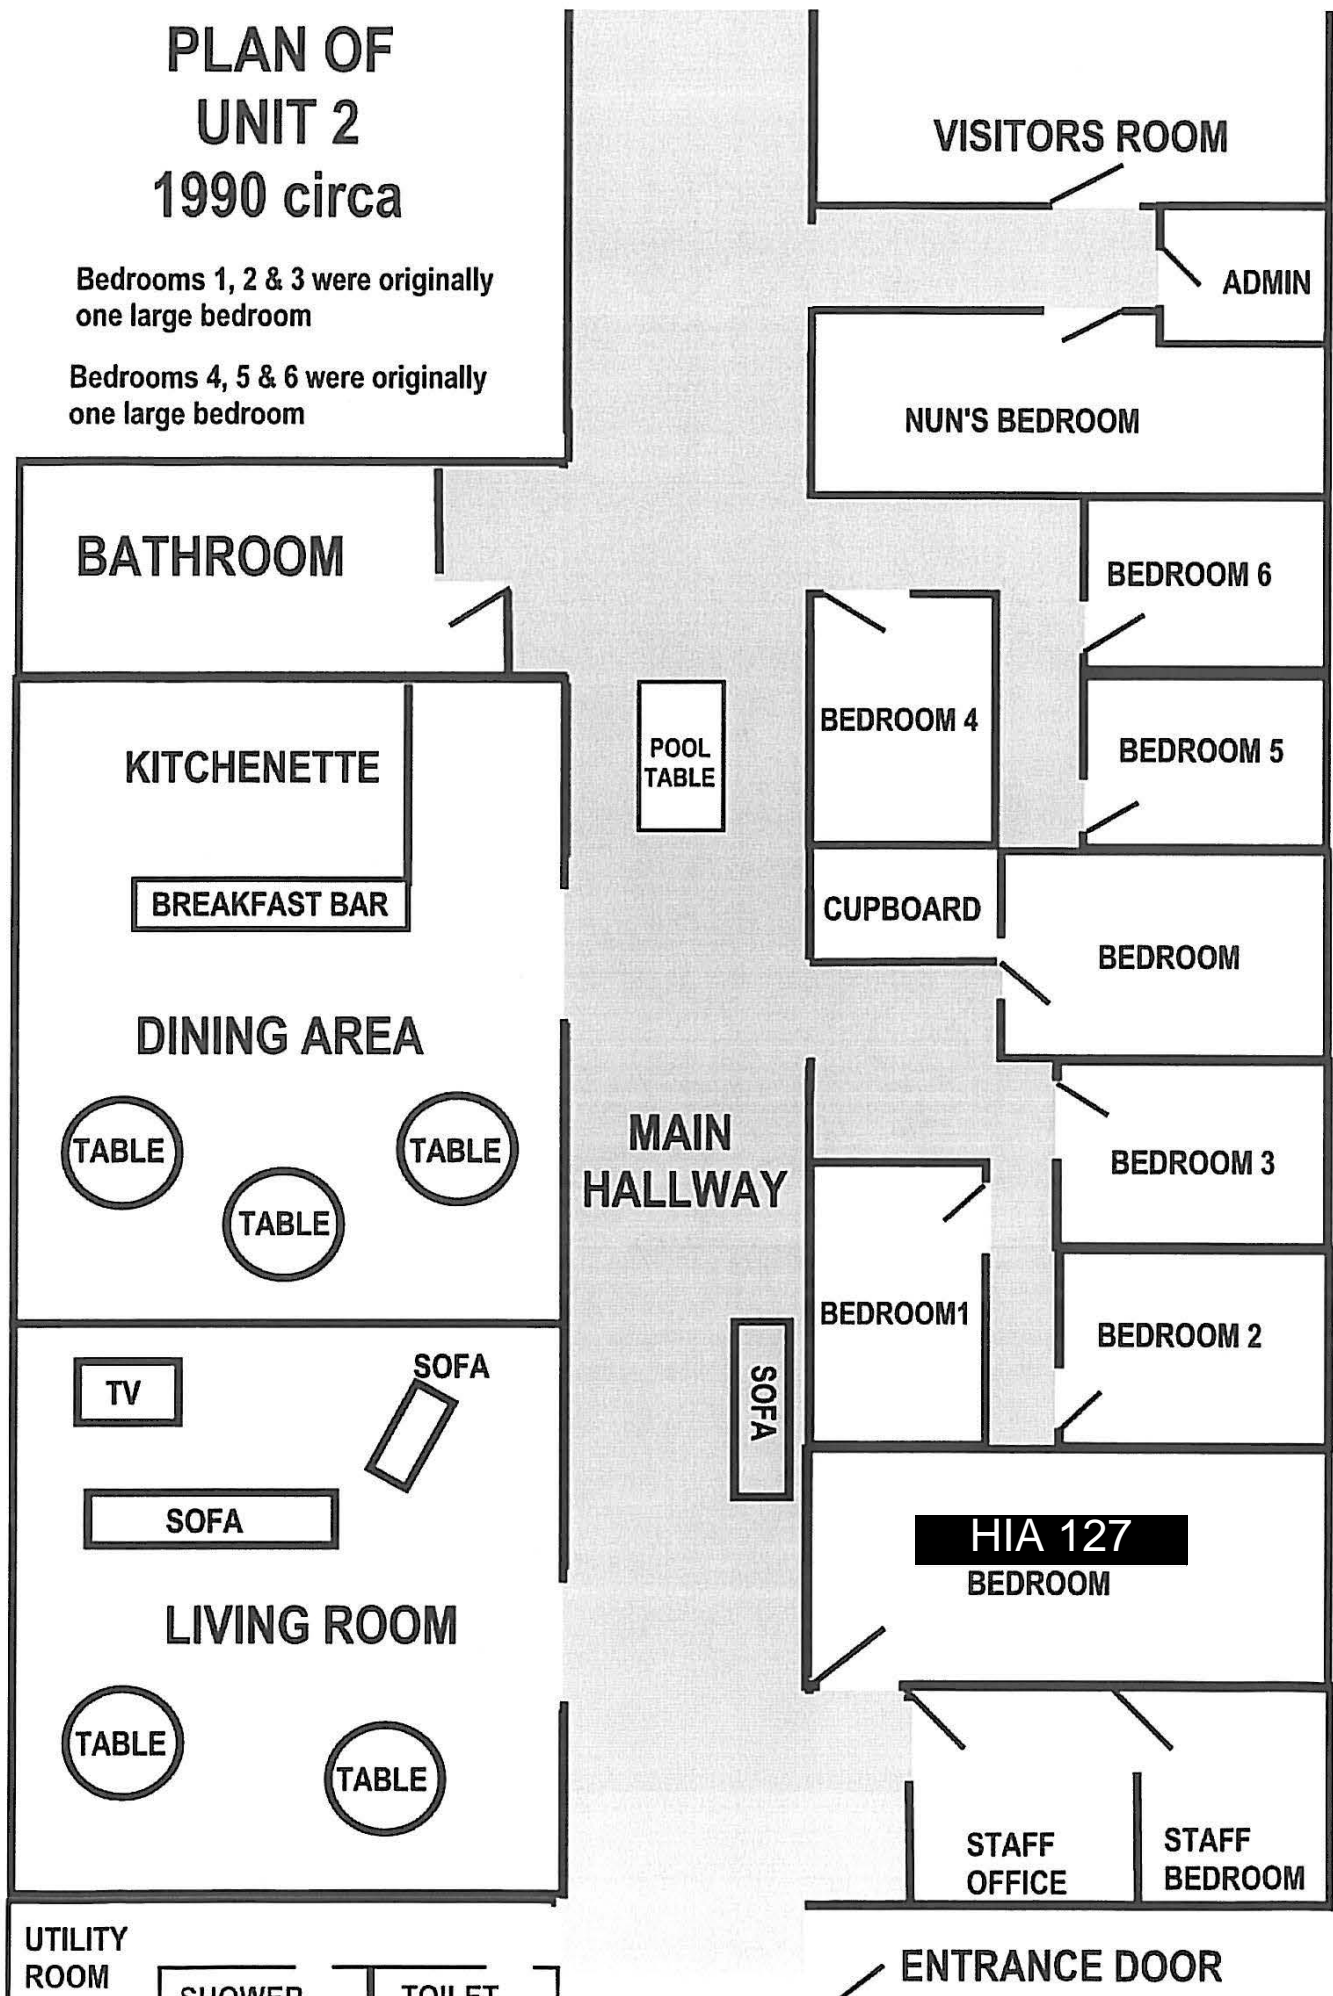 PLAN OF
UNIT 2
1990 circa
Bedrooms 1, 2 & 3 were originally
one large bedroom
Bedrooms 4, 5 & 6 were originally
one large bedroom
VISITORS ROOM
ADMIN
NUN'S BEDROOM
BATHROOM
BEDROOM 6
BEDROOM 4
BEDROOM 5
KITCHENETTE
POOL
TABLE
BREAKFAST BAR
CUPBOARD
BEDROOM
DINING AREA
TABLE
TABLE
TABLE
MAIN
HALLWAY
BEDROOM 3
BEDROOM1
BEDROOM 2
SOFA
TV
SOFA
SOFA
HIA 127
BEDROOM
LIVING ROOM
TABLE
TABLE
STAFF
OFFICE
STAFF
BEDROOM
UTILITY
ROOM
SHOWER
TOILET
ENTRANCE DOOR